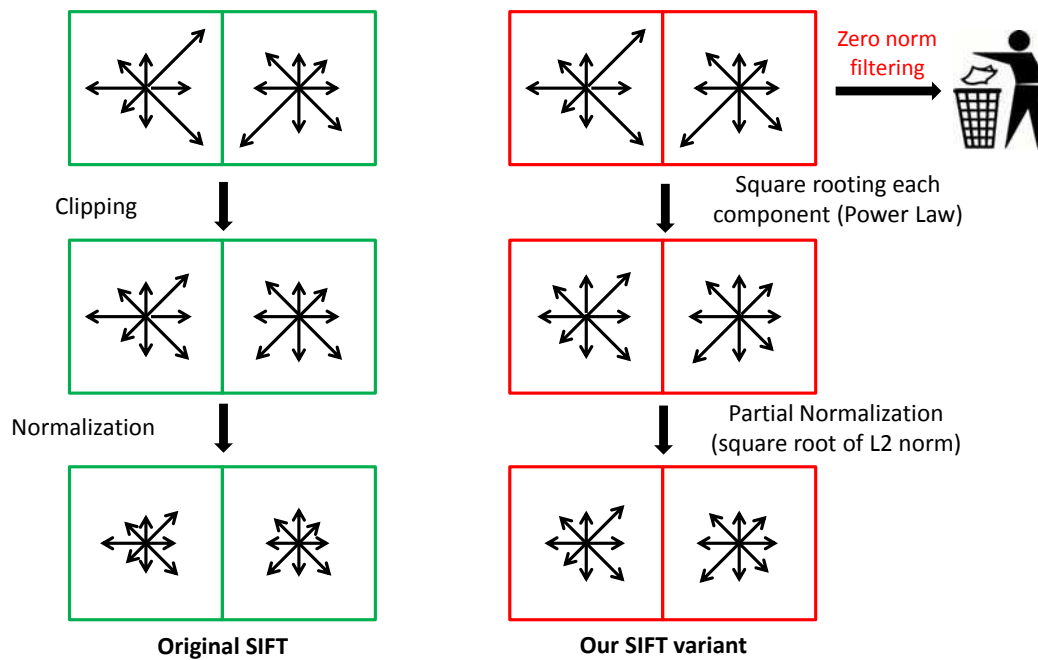 Zero norm
filtering
Clipping
Square rooting each
component (Power Law)
Normalization
Partial Normalization
(square root of L2 norm)
Original SIFT
Our SIFT variant